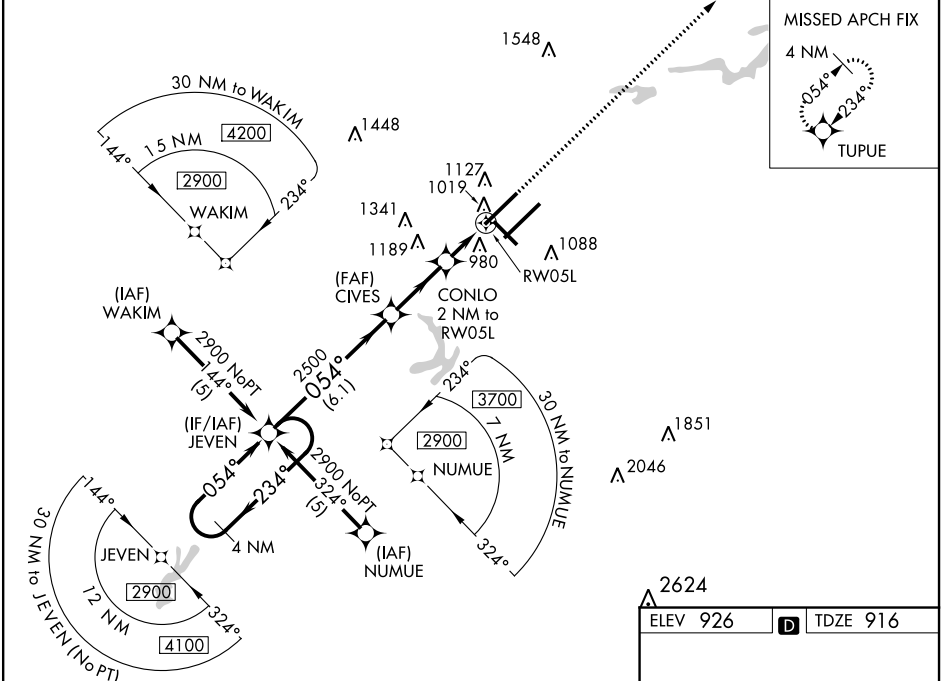 1548
MISSED APCH FIX
4 NM
054°
234°
TUPUE
30 NM to WAKIM
4200
144°
15 NM
2900
234°
WAKIM
1448
1127
1019
1341
1189
980
1088
RW05L
(FAF)
CIVES
CONLO
2 NM to
RW05L
(IAF)
WAKIM
2900 NoPT
144°
(5)
2500
054°
(6.1)
(IF/IAF)
JEVEN
054°
234°
4 NM
2900 NoPT
324°
(5)
(IAF)
NUMUE
234°
3700
30 NM to NUMUE
7 NM
2900
NUMUE
324°
1851
2046
144°
JEVEN
30 NM to JEVEN (NoPT)
2900
12 NM
324°
4100
2624
ELEV 926
D
TDZE 916